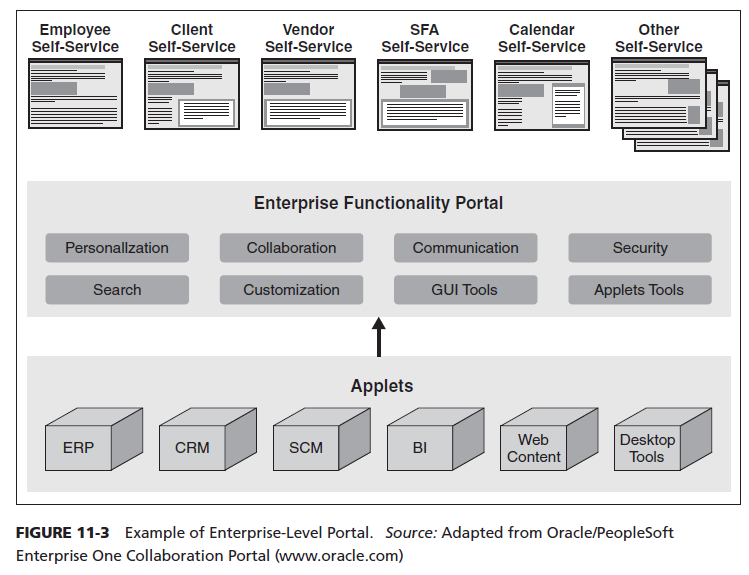 Employee Self-Service
Client Self-Service
Vendor Self-Service
SFA Self-Service
Calendar Self-Service
Other Self-Service
Enterprise Functionality Portal
Personalization
Collaboration
Communication
Security
Search
Customization
GUI Tools
Applets Tools
Applets
ERP
CRM
SCM
BI
Web Content
Desktop Tools
FIGURE 11-3 Example of Enterprise-Level Portal. Source: Adapted from Oracle/PeopleSoft
Enterprise One Collaboration Portal (www.oracle.com)